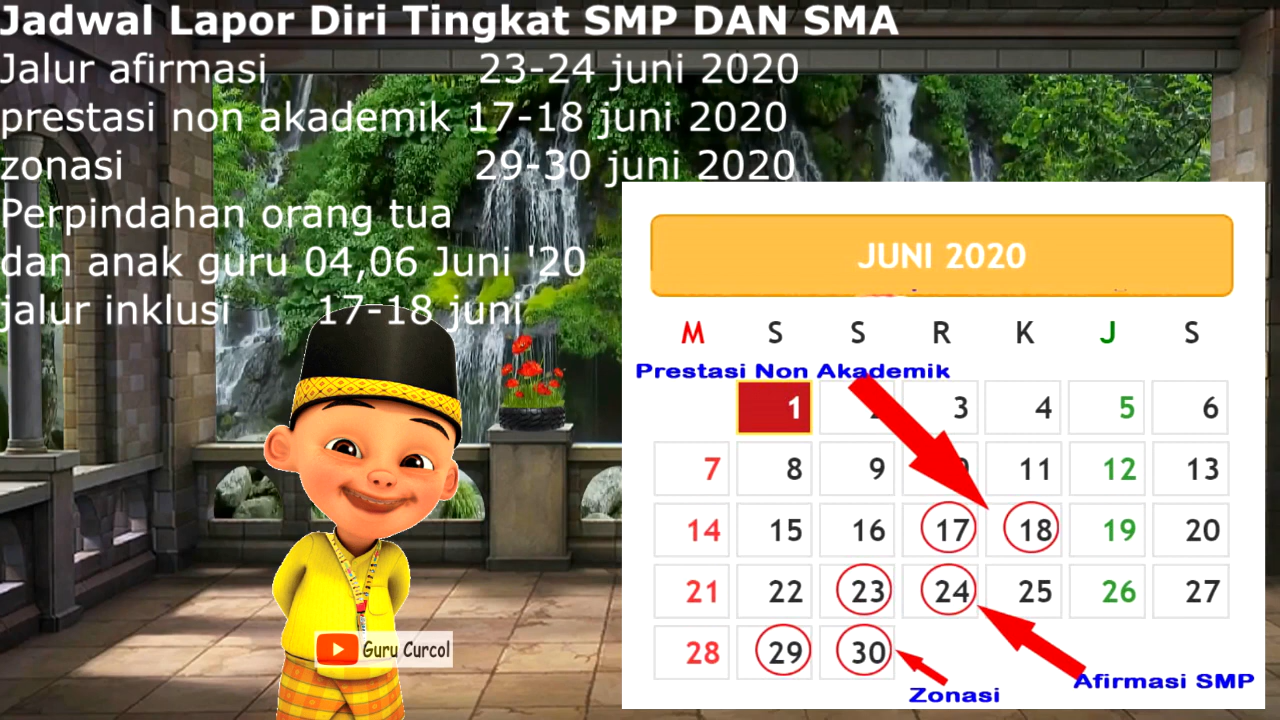 Jadwal Lapor Diri Tingkat SMP DAN SMA
Jalur afirmasi 23-24 juni 2020
prestasi non akademik 17-18 juni 2020
zonasi 29-30 juni 2020
Perpindahan orang tua
dan anak guru 04,06 Juni '20
jalur inklusi 17-18 juni
JUNI 2020
M S S R K J S
Prestasi Non Akademik
1 2 3 4 5 6
7 8 9 11 12 13
14 15 16 17 18 19 20
21 22 23 24 25 26 27
28 29 30
Afirmasi SMP
Zonasi
Guru Curcol